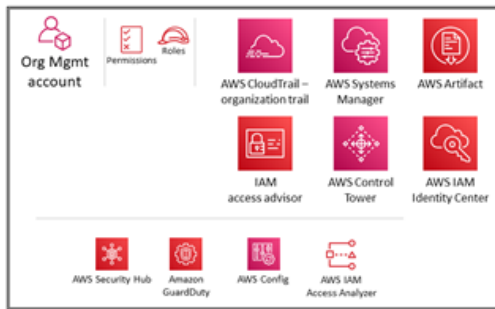 Org Mgmt
account
Permissions
Roles
AWS CloudTrail –
organization trail
AWS Systems
Manager
AWS Artifact
IAM
access advisor
AWS Control
Tower
AWS IAM
Identity Center
AWS Security Hub
Amazon
GuardDuty
AWS Config
AWS IAM
Access Analyzer